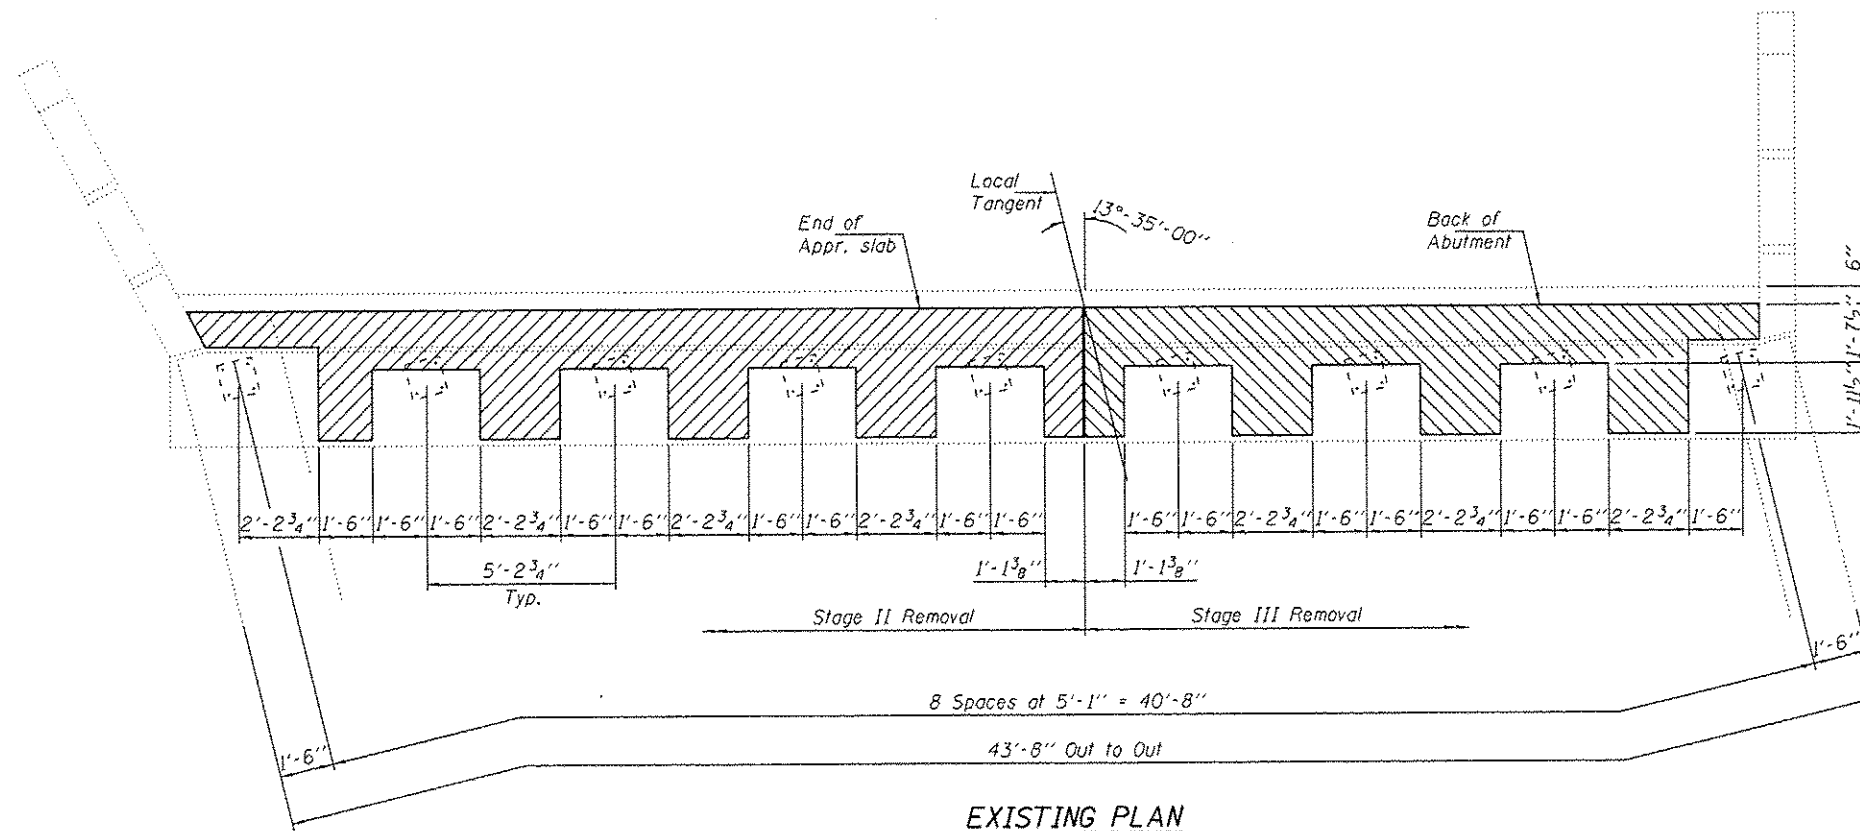 Local
Tangent
13°-35'-00"
End of
Appr. slab
Back of
Abutment
6"
1'-7½"
1'-11½"
2'-2¾" 1'-6" 1'-6" 1'-6" 2'-2¾" 1'-6" 1'-6" 2'-2¾" 1'-6" 1'-6" 2'-2¾" 1'-6" 1'-6" 1'-6" 1'-6" 2'-2¾" 1'-6" 1'-6" 2'-2¾" 1'-6" 1'-6" 2'-2¾" 1'-6"
5'-2¾"
Typ.
1'-1⅜" 1'-1⅜"
Stage II Removal Stage III Removal
1'-6"
8 Spaces at 5'-1" = 40'-8"
1'-6"
43'-8" Out to Out
EXISTING PLAN